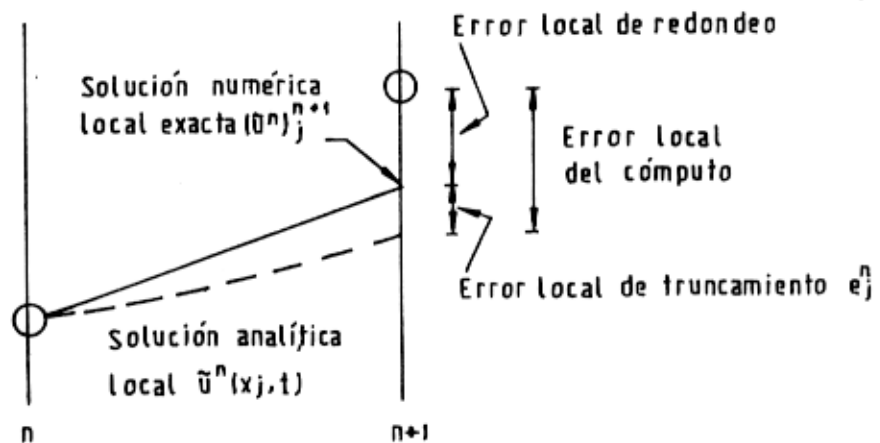 Error local de redondeo
Solución numérica
local exacta (ũⁿ)ⱼⁿ⁺¹
Error local
del cómputo
Error local de truncamiento eⱼⁿ
Solución analítica
local ũⁿ(xj,t)
n
n+1